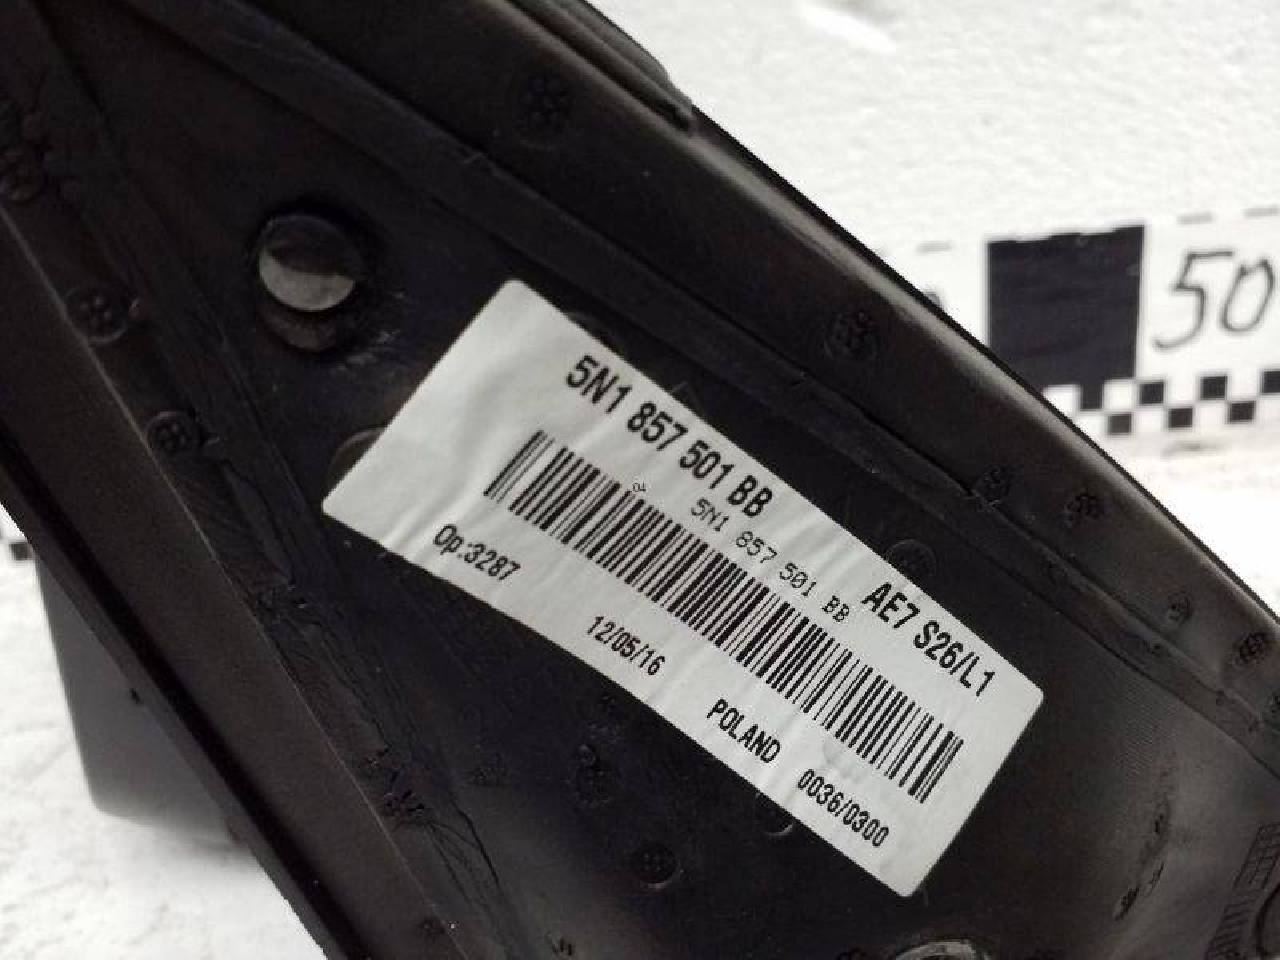 5N1 857 501 BB
AE7 S26/L1
04
5N1 857 501 BB
Op:3287
12/05/16
POLAND
0036/0300
50